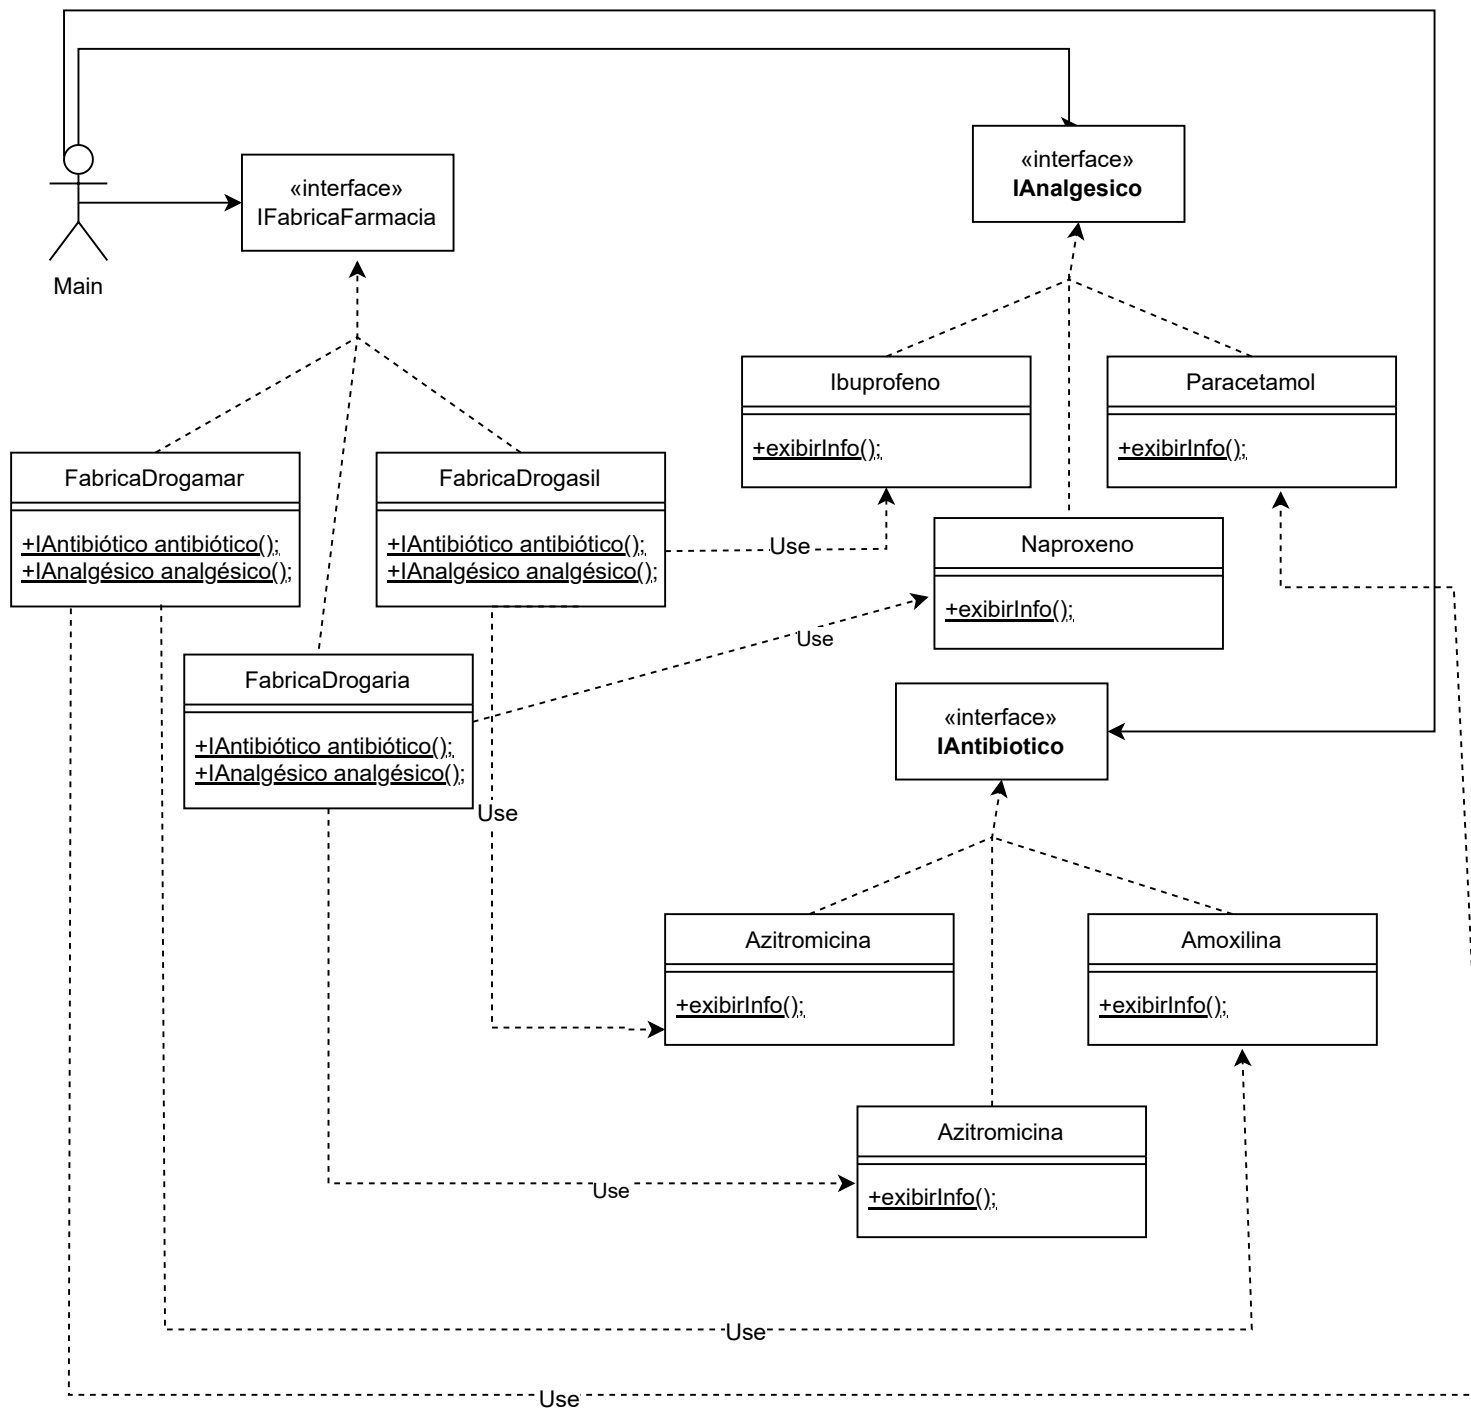 «interface»
IAnalgesico
«interface»
IFabricaFarmacia
Main
Ibuprofeno
+exibirInfo();
Paracetamol
+exibirInfo();
FabricaDrogamar
+IAntibiótico antibiótico();
+IAnalgésico analgésico();
FabricaDrogasil
+IAntibiótico antibiótico();
+IAnalgésico analgésico();
Use
Naproxeno
+exibirInfo();
Use
FabricaDrogaria
+IAntibiótico antibiótico();
+IAnalgésico analgésico();
«interface»
IAntibiotico
Use
Azitromicina
+exibirInfo();
Amoxilina
+exibirInfo();
Azitromicina
+exibirInfo();
Use
Use
Use